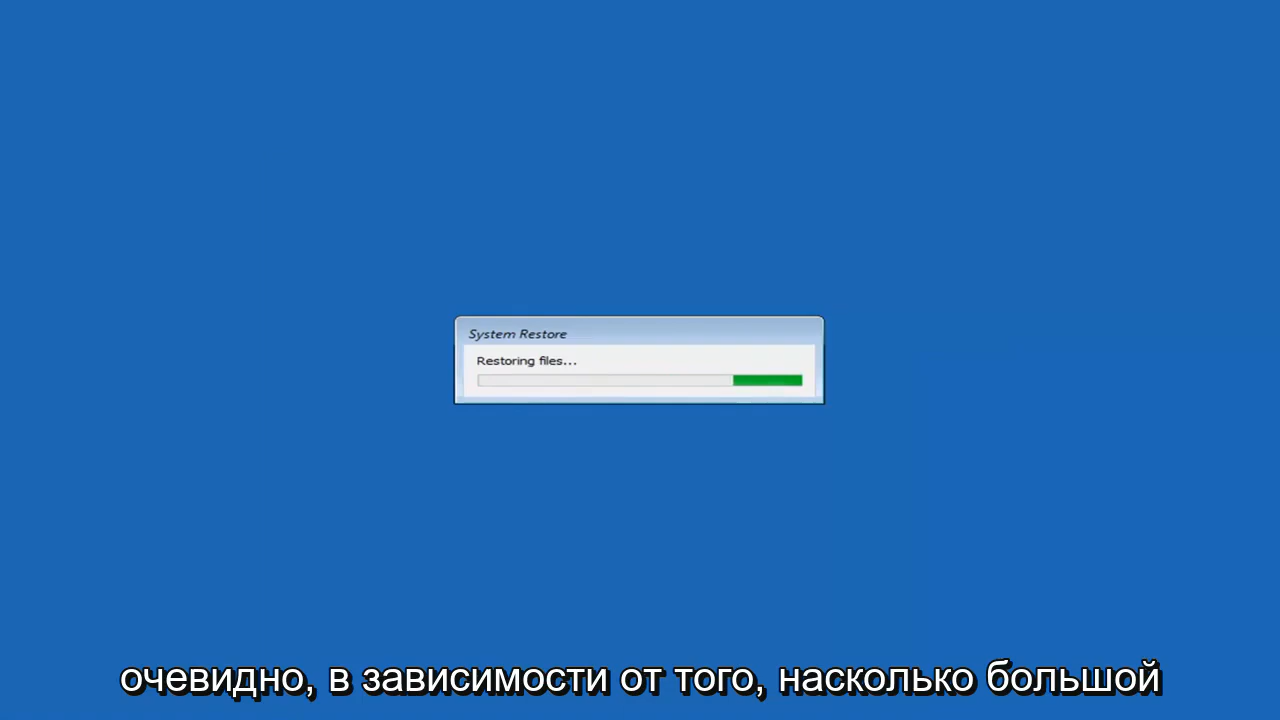 System Restore
Restoring files...
очевидно, в зависимости от того, насколько большой